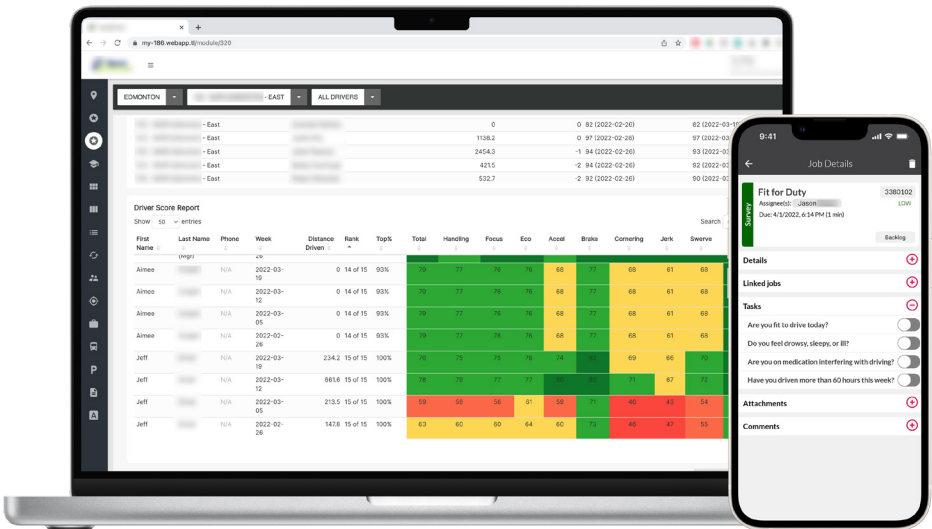 my-186.webapp.tl/module/320
EDMONTON
- EAST
ALL DRIVERS
- East 0 0 82 (2022-02-26)
- East 1138.2 0 97 (2022-02-26) 97 (2022-03
- East 2454.3 -1 94 (2022-02-26) 93 (2022-03
- East 421.5 -2 94 (2022-02-26) 92 (2022-03
- East 532.7 -2 92 (2022-02-26) 90 (2022-03
Driver Score Report
Show 50 entries Search
First Name Last Name Phone Week Distance Driven Rank Top% Total Handling Focus Eco Accel Brake Cornering Jerk Swerve
(Mgr) 26
Aimee N/A 2022-03-19 0 14 of 15 93% 79 77 76 76 68 77 68 61 68
Aimee N/A 2022-03-12 0 14 of 15 93% 79 77 76 76 68 77 68 61 68
Aimee N/A 2022-03-05 0 14 of 15 93% 79 77 76 76 68 77 68 61 68
Aimee N/A 2022-02-26 0 14 of 15 93% 79 77 76 76 68 77 68 61 68
Jeff N/A 2022-03-19 234.2 15 of 15 100% 76 75 75 76 74 69 66 70
Jeff N/A 2022-03-12 861.6 15 of 15 100% 78 78 77 77 71 67 72
Jeff N/A 2022-03-05 213.5 15 of 15 100% 59 56 56 61 59 71 46 43 54
Jeff N/A 2022-02-26 147.8 15 of 15 100% 63 60 60 64 60 73 46 47 55
9:41
Job Details
Survey
Fit for Duty 3380102
Assignee(s): Jason LOW
Due: 4/1/2022, 6:14 PM (1 min)
Backlog
Details
Linked jobs
Tasks
Are you fit to drive today?
Do you feel drowsy, sleepy, or ill?
Are you on medication interfering with driving?
Have you driven more than 60 hours this week?
Attachments
Comments